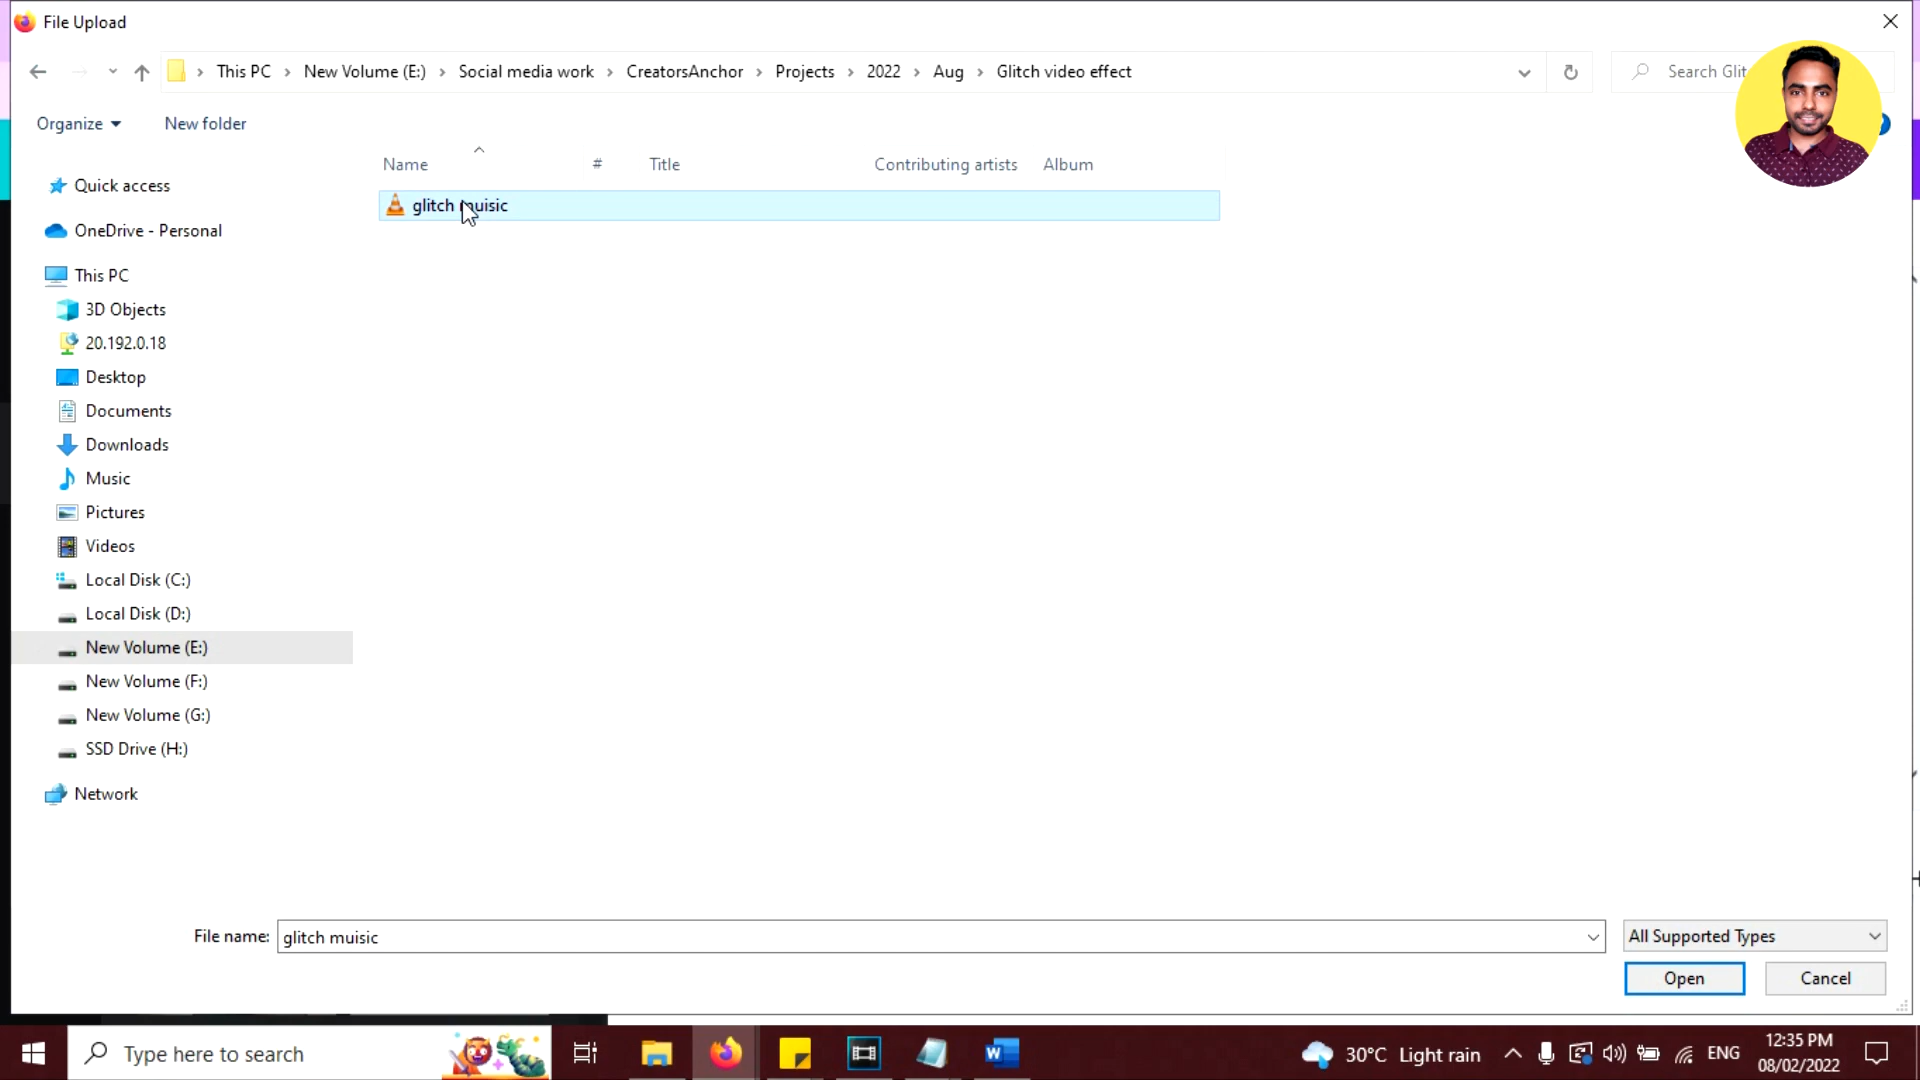 File Upload
This PC > New Volume (E:) > Social media work > CreatorsAnchor > Projects > 2022 > Aug > Glitch video effect
Search Glit
Organize
New folder
Name # Title Contributing artists Album
glitch muisic
Quick access
OneDrive - Personal
This PC
3D Objects
20.192.0.18
Desktop
Documents
Downloads
Music
Pictures
Videos
Local Disk (C:)
Local Disk (D:)
New Volume (E:)
New Volume (F:)
New Volume (G:)
SSD Drive (H:)
Network
File name: glitch muisic
All Supported Types
Open
Cancel
Type here to search
30°C Light rain
ENG
12:35 PM
08/02/2022